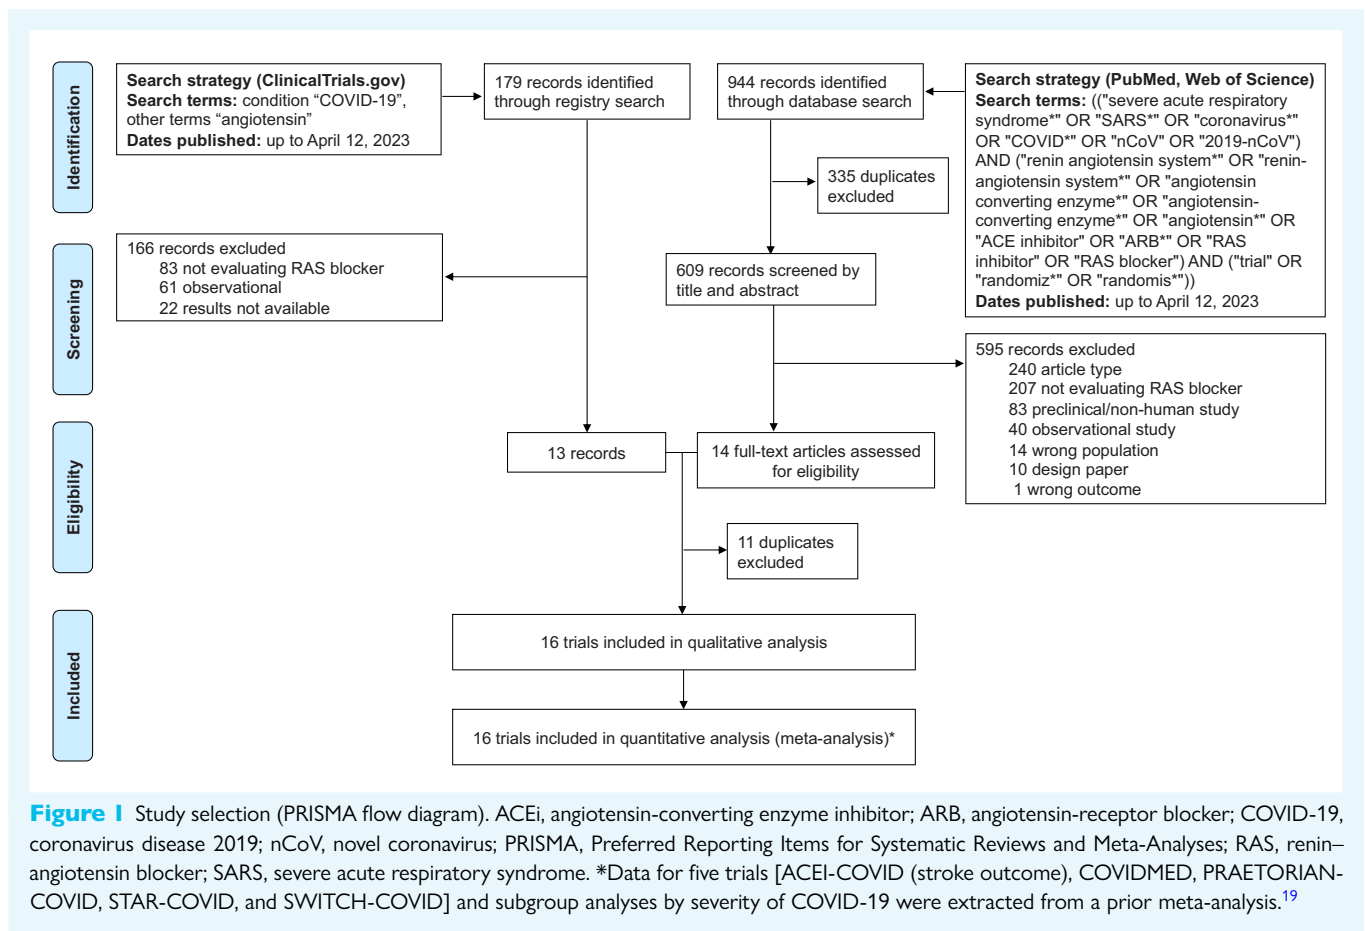 Identification
Search strategy (ClinicalTrials.gov)
Search terms: condition “COVID-19”,
other terms “angiotensin”
Dates published: up to April 12, 2023
179 records identified
through registry search
944 records identified
through database search
Search strategy (PubMed, Web of Science)
Search terms: (("severe acute respiratory
syndrome*" OR "SARS*" OR "coronavirus*"
OR "COVID*" OR "nCoV" OR "2019-nCoV")
AND ("renin angiotensin system*" OR "renin-
angiotensin system*" OR "angiotensin
converting enzyme*" OR "angiotensin-
converting enzyme*" OR "angiotensin*" OR
"ACE inhibitor" OR "ARB*" OR "RAS
inhibitor" OR "RAS blocker") AND ("trial" OR
"randomiz*" OR "randomis*"))
Dates published: up to April 12, 2023
335 duplicates
excluded
Screening
166 records excluded
83 not evaluating RAS blocker
61 observational
22 results not available
609 records screened by
title and abstract
595 records excluded
240 article type
207 not evaluating RAS blocker
83 preclinical/non-human study
40 observational study
14 wrong population
10 design paper
1 wrong outcome
Eligibility
13 records
14 full-text articles assessed
for eligibility
11 duplicates
excluded
Included
16 trials included in qualitative analysis
16 trials included in quantitative analysis (meta-analysis)*
Figure 1 Study selection (PRISMA flow diagram). ACEi, angiotensin-converting enzyme inhibitor; ARB, angiotensin-receptor blocker; COVID-19,
coronavirus disease 2019; nCoV, novel coronavirus; PRISMA, Preferred Reporting Items for Systematic Reviews and Meta-Analyses; RAS, renin–
angiotensin blocker; SARS, severe acute respiratory syndrome. *Data for five trials [ACEI-COVID (stroke outcome), COVIDMED, PRAETORIAN-
COVID, STAR-COVID, and SWITCH-COVID] and subgroup analyses by severity of COVID-19 were extracted from a prior meta-analysis.19